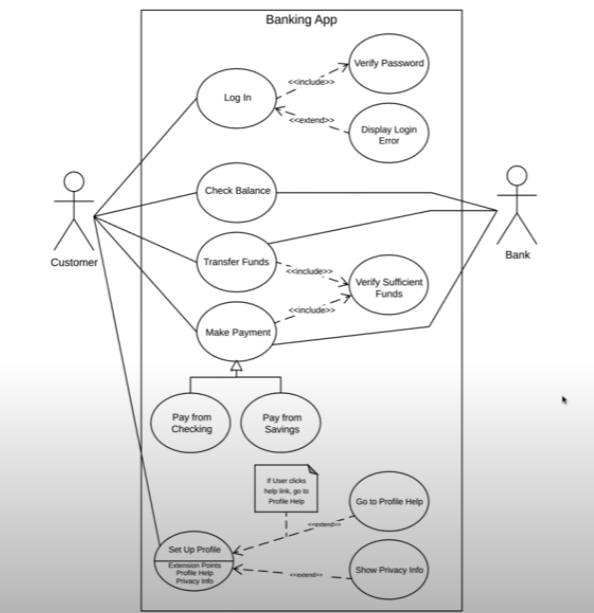 Banking App
Verify Password
<<include>>
Log In
<<extend>>
Display Login
Error
Check Balance
Customer
Bank
Transfer Funds
<<include>>
Verify Sufficient
Funds
<<include>>
Make Payment
Pay from
Checking
Pay from
Savings
If User clicks
help link, go to
Profile Help
Go to Profile Help
<<extend>>
Set Up Profile
Extension Points
Profile Help
Privacy Info
<<extend>>
Show Privacy Info